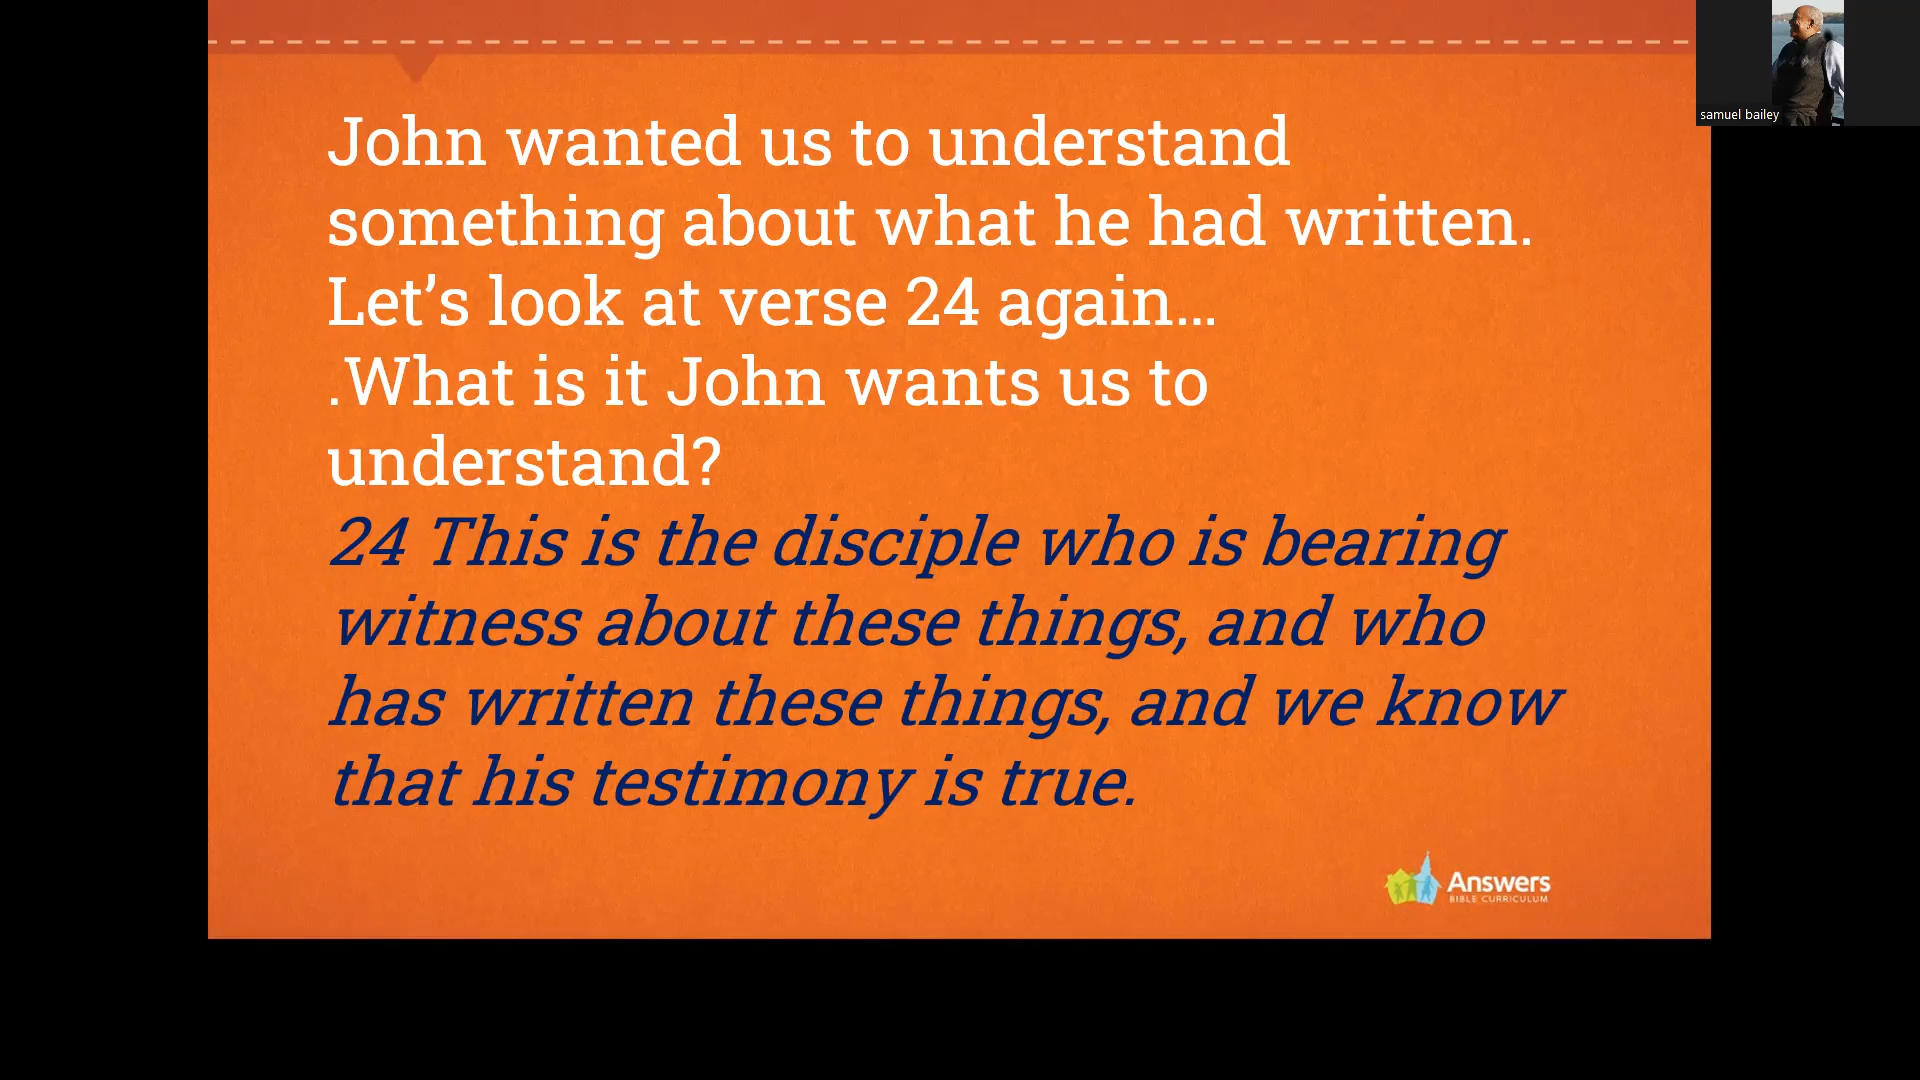 John wanted us to understand
something about what he had written.
Let’s look at verse 24 again...
.What is it John wants us to
understand?
24 This is the disciple who is bearing
witness about these things, and who
has written these things, and we know
that his testimony is true.
Answers
BIBLE CURRICULUM
samuel bailey